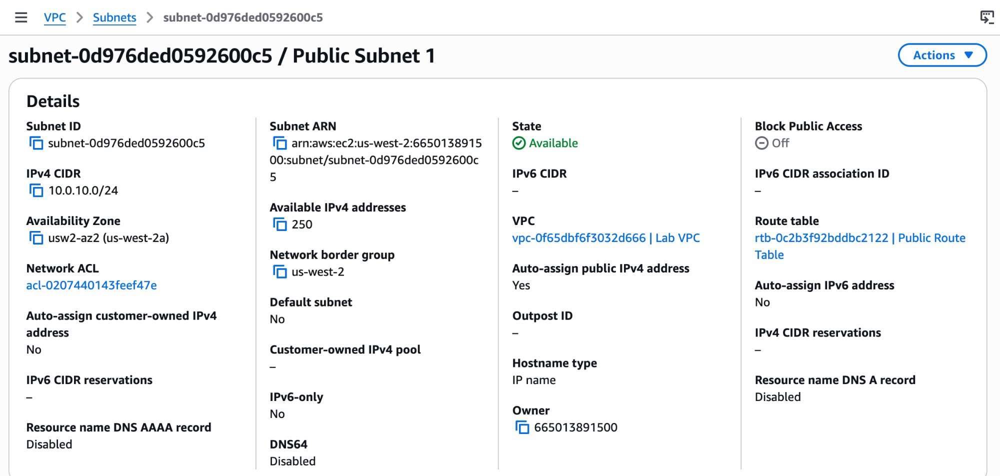 VPC > Subnets > subnet-0d976ded0592600c5
subnet-0d976ded0592600c5 / Public Subnet 1
Actions
Details
Subnet ID
subnet-0d976ded0592600c5
IPv4 CIDR
10.0.10.0/24
Availability Zone
usw2-az2 (us-west-2a)
Network ACL
acl-0207440143feef47e
Auto-assign customer-owned IPv4
address
No
IPv6 CIDR reservations
–
Resource name DNS AAAA record
Disabled
Subnet ARN
arn:aws:ec2:us-west-2:6650138915
00:subnet/subnet-0d976ded0592600c
5
Available IPv4 addresses
250
Network border group
us-west-2
Default subnet
No
Customer-owned IPv4 pool
–
IPv6-only
No
DNS64
Disabled
State
Available
IPv6 CIDR
–
VPC
vpc-0f65dbf6f3032d666 | Lab VPC
Auto-assign public IPv4 address
Yes
Outpost ID
–
Hostname type
IP name
Owner
665013891500
Block Public Access
Off
IPv6 CIDR association ID
–
Route table
rtb-0c2b3f92bddbc2122 | Public Route
Table
Auto-assign IPv6 address
No
IPv4 CIDR reservations
–
Resource name DNS A record
Disabled